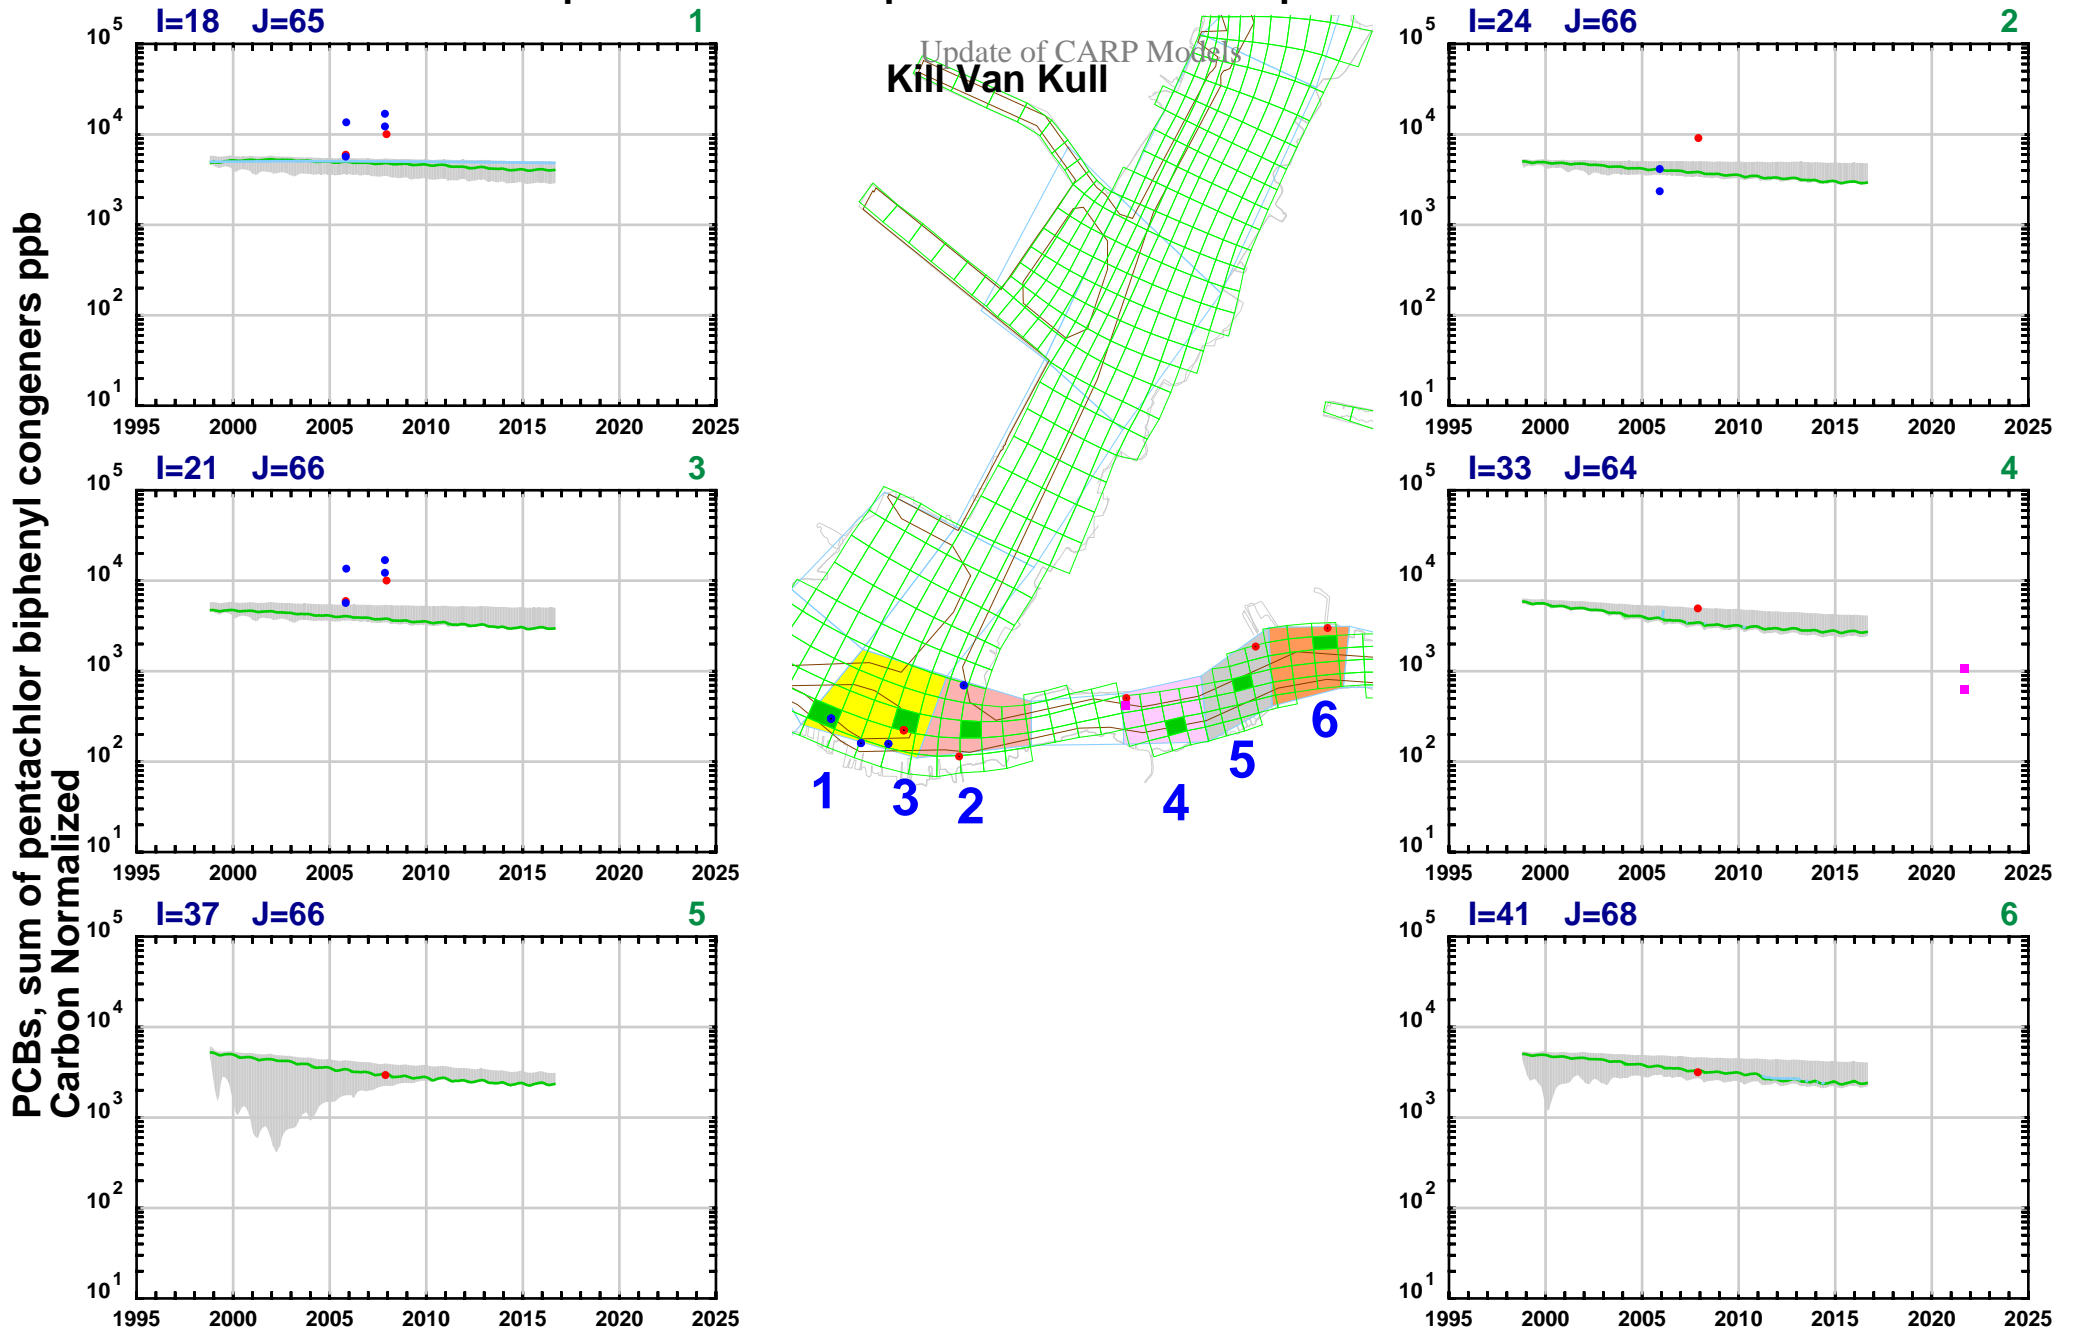 I=18 J=65 1
10^5
10^4
10^3
10^2
10^1
1995 2000 2005 2010 2015 2020 2025
Update of CARP Models
Kill Van Kull
I=24 J=66 2
10^5
10^4
10^3
10^2
10^1
1995 2000 2005 2010 2015 2020 2025
PCBs, sum of pentachlor biphenyl congeners ppb
Carbon Normalized
I=21 J=66 3
10^5
10^4
10^3
10^2
10^1
1995 2000 2005 2010 2015 2020 2025
1 3 2 4 5 6
I=33 J=64 4
10^5
10^4
10^3
10^2
10^1
1995 2000 2005 2010 2015 2020 2025
I=37 J=66 5
10^5
10^4
10^3
10^2
10^1
1995 2000 2005 2010 2015 2020 2025
I=41 J=68 6
10^5
10^4
10^3
10^2
10^1
1995 2000 2005 2010 2015 2020 2025